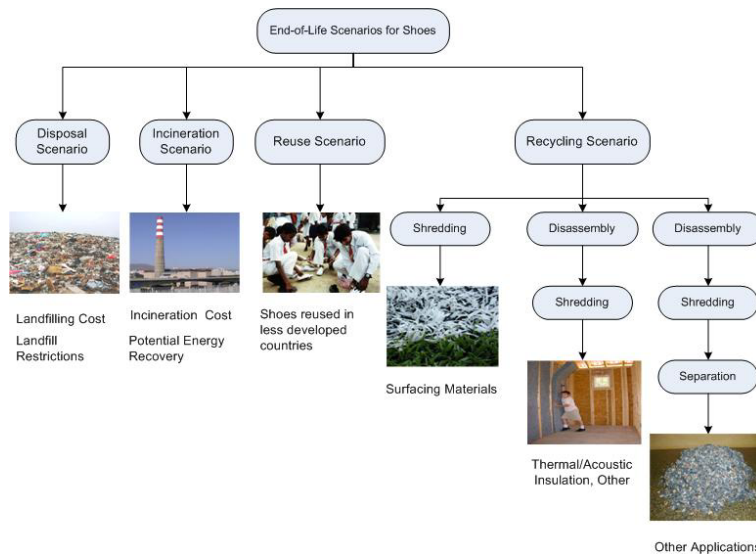 End-of-Life Scenarios for Shoes
Disposal
Scenario
Incineration
Scenario
Reuse Scenario
Recycling Scenario
Shredding
Disassembly
Disassembly
Shredding
Shredding
Separation
Landfilling Cost
Landfill
Restrictions
Incineration Cost
Potential Energy
Recovery
Shoes reused in
less developed
countries
Surfacing Materials
Thermal/Acoustic
Insulation, Other
Other Applications